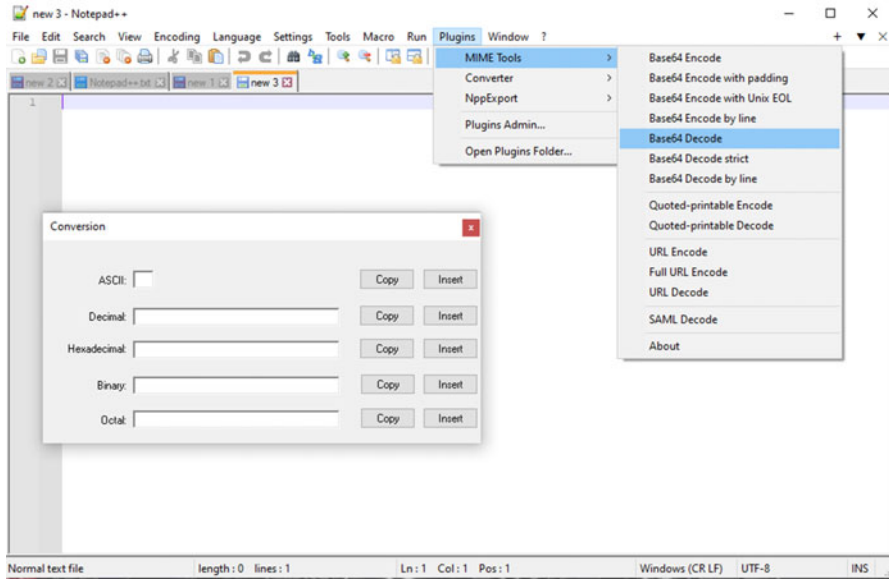 new 3 - Notepad++
File Edit Search View Encoding Language Settings Tools Macro Run Plugins Window ?
new 2 Notepad++.txt new 1 new 3
1
MIME Tools
Converter
NppExport
Plugins Admin...
Open Plugins Folder...
Base64 Encode
Base64 Encode with padding
Base64 Encode with Unix EOL
Base64 Encode by line
Base64 Decode
Base64 Decode strict
Base64 Decode by line
Quoted-printable Encode
Quoted-printable Decode
URL Encode
Full URL Encode
URL Decode
SAML Decode
About
Conversion
ASCII: Copy Insert
Decimal: Copy Insert
Hexadecimal: Copy Insert
Binary: Copy Insert
Octal: Copy Insert
Normal text file length : 0 lines : 1 Ln : 1 Col : 1 Pos : 1 Windows (CR LF) UTF-8 INS